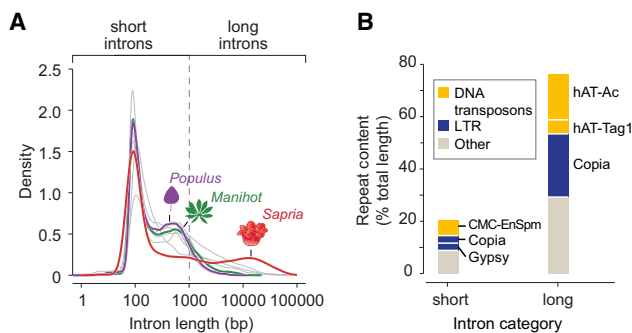 A
short
introns
long
introns
2.5
2.0
1.5
1.0
0.5
0
Density
Populus
Manihot
Sapria
1 10 100 1000 10000 100000
Intron length (bp)
B
80
60
40
20
0
Repeat content
(% total length)
DNA
transposons
LTR
Other
hAT-Ac
hAT-Tag1
Copia
CMC-EnSpm
Copia
Gypsy
short long
Intron category